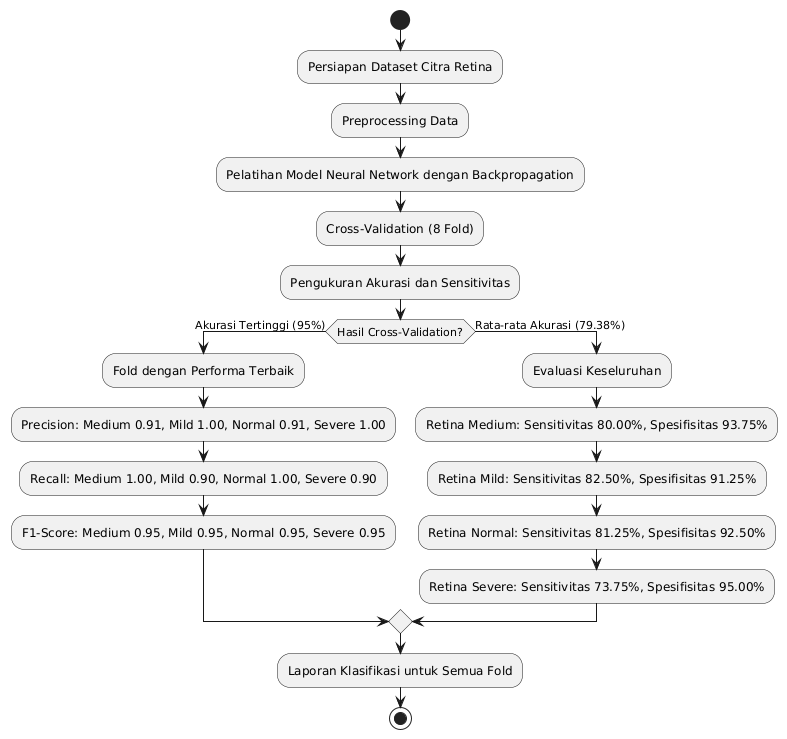 Persiapan Dataset Citra Retina
Preprocessing Data
Pelatihan Model Neural Network dengan Backpropagation
Cross-Validation (8 Fold)
Pengukuran Akurasi dan Sensitivitas
Hasil Cross-Validation?
Akurasi Tertinggi (95%)
Fold dengan Performa Terbaik
Precision: Medium 0.91, Mild 1.00, Normal 0.91, Severe 1.00
Recall: Medium 1.00, Mild 0.90, Normal 1.00, Severe 0.90
F1-Score: Medium 0.95, Mild 0.95, Normal 0.95, Severe 0.95
Rata-rata Akurasi (79.38%)
Evaluasi Keseluruhan
Retina Medium: Sensitivitas 80.00%, Spesifisitas 93.75%
Retina Mild: Sensitivitas 82.50%, Spesifisitas 91.25%
Retina Normal: Sensitivitas 81.25%, Spesifisitas 92.50%
Retina Severe: Sensitivitas 73.75%, Spesifisitas 95.00%
Laporan Klasifikasi untuk Semua Fold